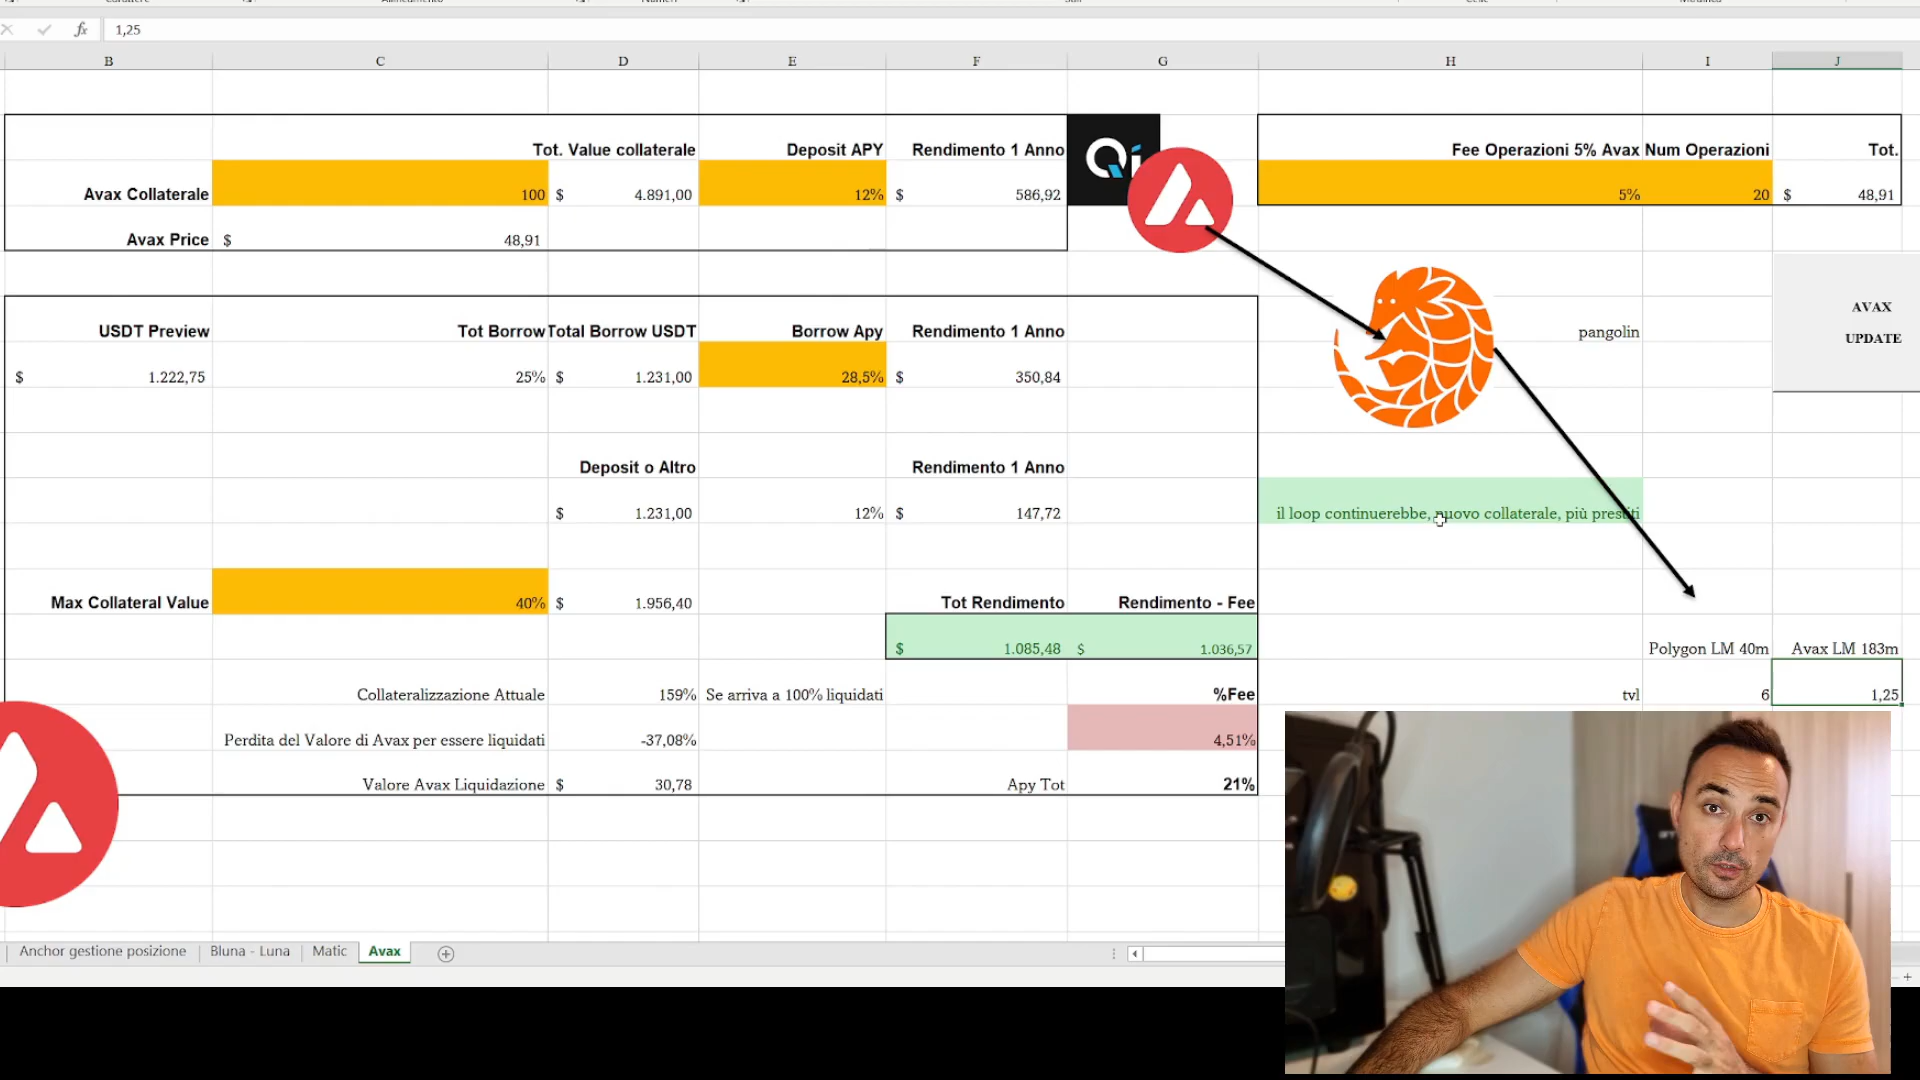 fx 1,25
B C D E F G H I J
Tot. Value collaterale Deposit APY Rendimento 1 Anno Qi Fee Operazioni 5% Avax Num Operazioni Tot.
Avax Collaterale 100 $ 4.891,00 12% $ 586,92 5% 20 $ 48,91
Avax Price $ 48,91
AVAX
UPDATE
USDT Preview Tot Borrow Total Borrow USDT Borrow Apy Rendimento 1 Anno pangolin
$ 1.222,75 25% $ 1.231,00 28,5% $ 350,84
Deposit o Altro Rendimento 1 Anno
$ 1.231,00 12% $ 147,72 il loop continuerebbe, nuovo collaterale, più prestiti
Max Collateral Value 40% $ 1.956,40 Tot Rendimento Rendimento - Fee
$ 1.085,48 $ 1.036,57 Polygon LM 40m Avax LM 183m
Collateralizzazione Attuale 159% Se arriva a 100% liquidati %Fee tvl 6 1,25
Perdita del Valore di Avax per essere liquidati -37,08% 4,51%
Valore Avax Liquidazione $ 30,78 Apy Tot 21%
Anchor gestione posizione Bluna - Luna Matic Avax